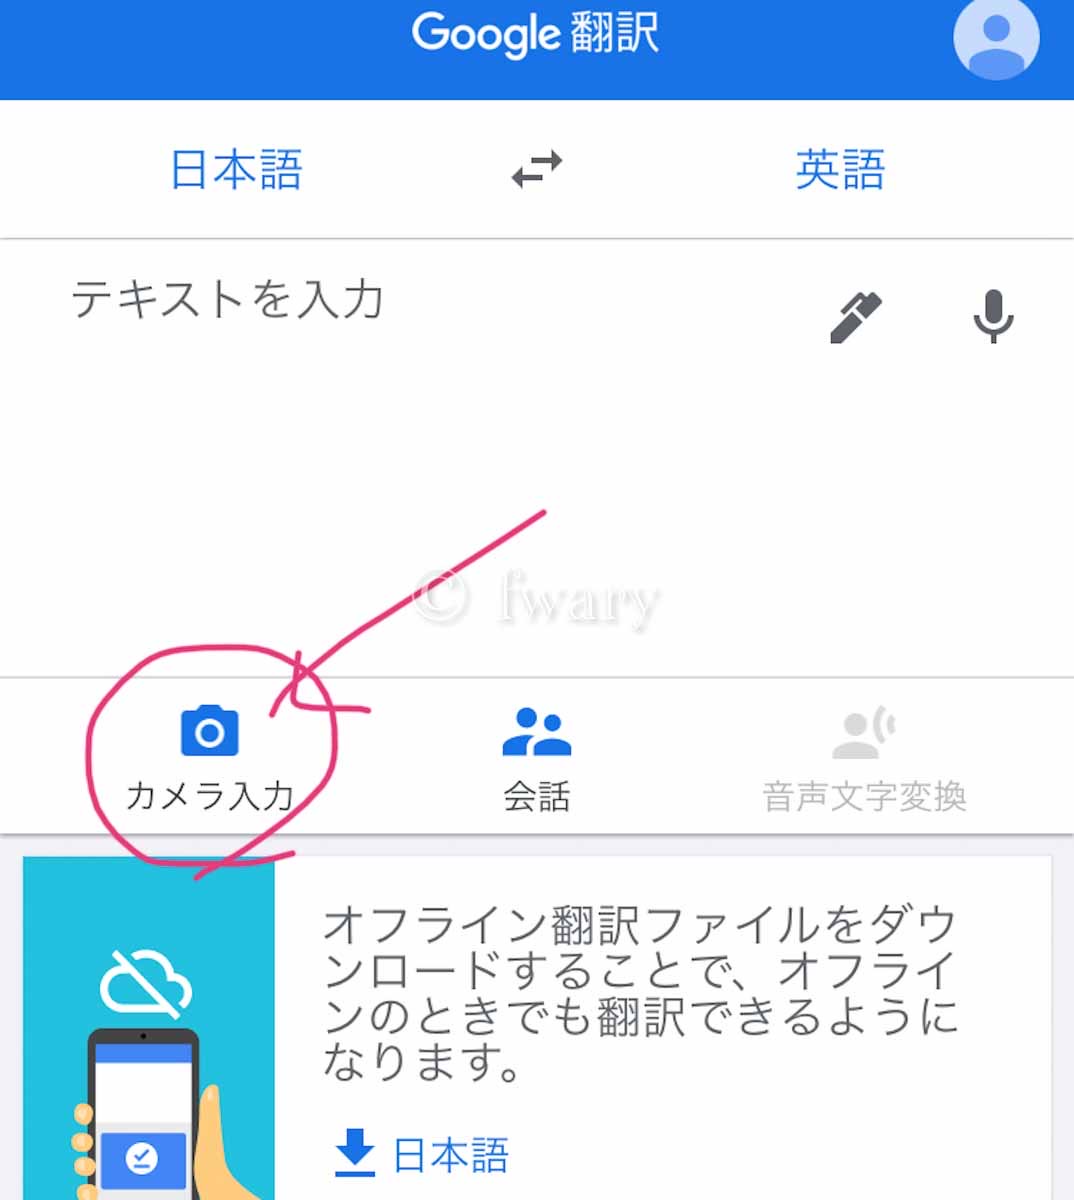 Google 翻訳
日本語
英語
テキストを入力
© fwary
カメラ入力
会話
音声文字変換
オフライン翻訳ファイルをダウ
ンロードすることで、オフライ
ンのときでも翻訳できるように
なります。
日本語